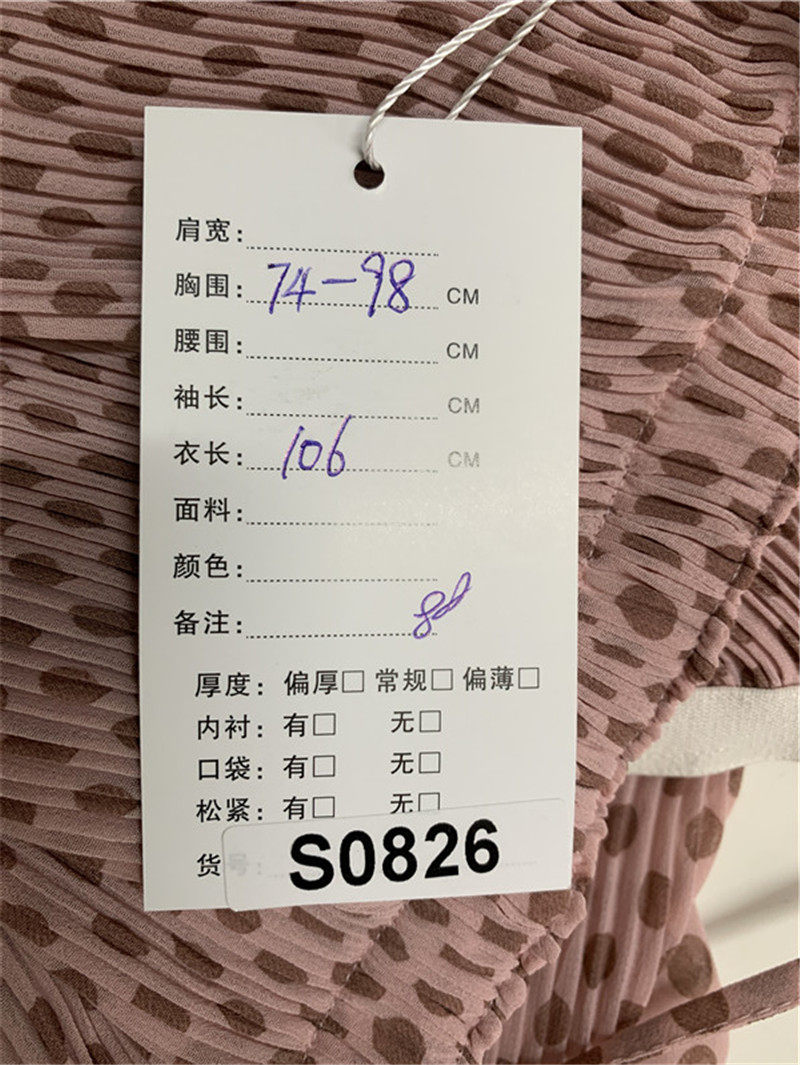 肩宽：
胸围：74-98 CM
腰围： CM
袖长： CM
衣长：106 CM
面料：
颜色：
备注：
厚度：偏厚□ 常规□ 偏薄□
内衬：有□ 无□
口袋：有□ 无□
松紧：有□ 无□
货号：S0826